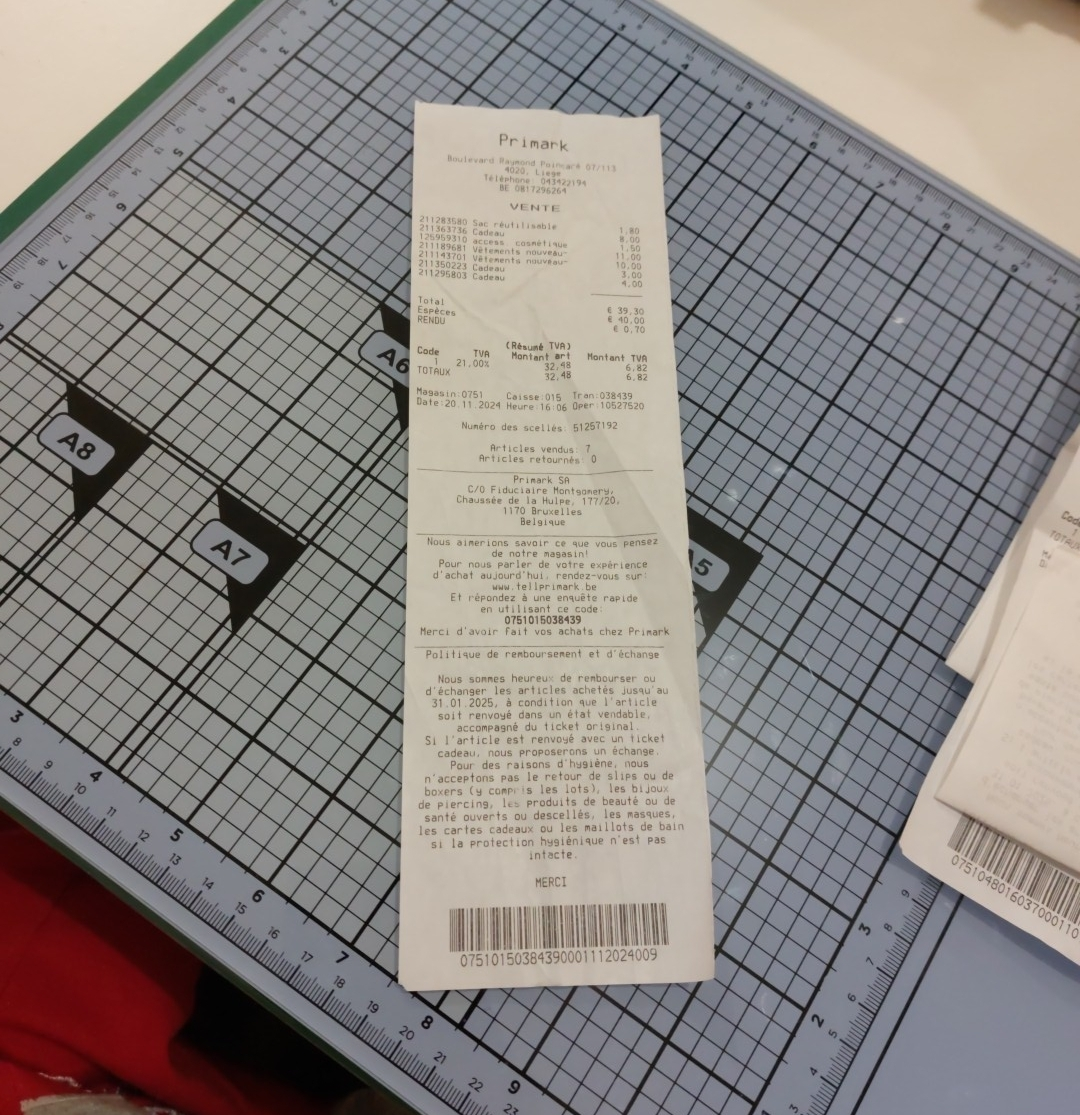 Primark
Boulevard Raymond Poincaré 07/113
4020, Liege
Téléphone: 043422194
BE 0817296264
VENTE
211283580 Sac réutilisable 1,80
211363736 Cadeau 8,00
125959310 access cosmétique 1,50
211189681 Vêtements nouveau- 11,00
211143701 Vêtements nouveau- 10,00
211350223 Cadeau 3,00
211295803 Cadeau 4,00
Total € 39,30
Espèces € 40,00
RENDU € 0,70
(Résumé TVA)
Code TVA Montant art Montant TVA
1 21,00% 32,48 6,82
TOTAUX 32,48 6,82
Magasin:0751 Caisse:015 Tran:038439
Date:20.11.2024 Heure:16:06 Oper:10527520
Numéro des scellés: 51257192
Articles vendus: 7
Articles retournés: 0
Primark SA
C/O Fiduciaire Montgomery,
Chaussée de la Hulpe, 177/20,
1170 Bruxelles
Belgique
Nous aimerions savoir ce que vous pensez
de notre magasin!
Pour nous parler de votre expérience
d'achat aujourd'hui, rendez-vous sur:
www.tellprimark.be
Et répondez à une enquête rapide
en utilisant ce code:
0751015038439
Merci d'avoir fait vos achats chez Primark
Politique de remboursement et d'échange
Nous sommes heureux de rembourser ou
d'échanger les articles achetés jusqu'au
31.01.2025, à condition que l'article
soit renvoyé dans un état vendable,
accompagné du ticket original.
Si l'article est renvoyé avec un ticket
cadeau, nous proposerons un échange.
Pour des raisons d'hygiéne, nous
n'acceptons pas le retour de slips ou de
boxers (y compris les lots), les bijoux
de piercing, les produits de beauté ou de
santé ouverts ou descellés, les masques,
les cartes cadeaux ou les maillots de bain
si la protection hygiénique n'est pas
intacte.
MERCI
07510150384390001112024009
A6
A8
A7
A5
0751048016037000110